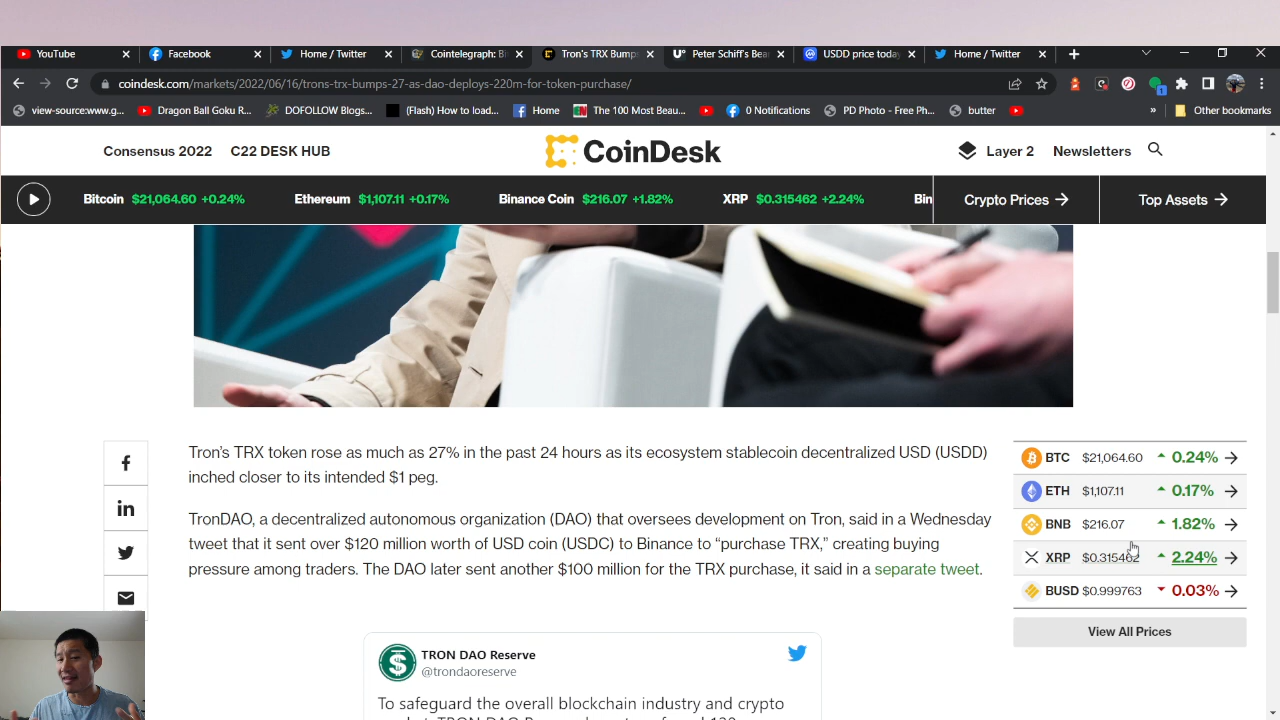 YouTube
Facebook
Home / Twitter
Cointelegraph: Bi
Tron's TRX Bump
Peter Schiff's Bea
USDD price today
Home / Twitter
coindesk.com/markets/2022/06/16/trons-trx-bumps-27-as-dao-deploys-220m-for-token-purchase/
view-source:www.g...
Dragon Ball Goku R...
DOFOLLOW Blogs...
(Flash) How to load...
Home
The 100 Most Beau...
0 Notifications
PD Photo - Free Ph...
butter
»
Other bookmarks
Consensus 2022
C22 DESK HUB
CoinDesk
Layer 2
Newsletters
Bitcoin $21,064.60 +0.24%
Ethereum $1,107.11 +0.17%
Binance Coin $216.07 +1.82%
XRP $0.315462 +2.24%
Bin
Crypto Prices
Top Assets
Tron's TRX token rose as much as 27% in the past 24 hours as its ecosystem stablecoin decentralized USD (USDD)
inched closer to its intended $1 peg.
TronDAO, a decentralized autonomous organization (DAO) that oversees development on Tron, said in a Wednesday
tweet that it sent over $120 million worth of USD coin (USDC) to Binance to “purchase TRX,” creating buying
pressure among traders. The DAO later sent another $100 million for the TRX purchase, it said in a separate tweet.
BTC $21,064.60 0.24%
ETH $1,107.11 0.17%
BNB $216.07 1.82%
XRP $0.315462 2.24%
BUSD $0.999763 0.03%
View All Prices
TRON DAO Reserve
@trondaoreserve
To safeguard the overall blockchain industry and crypto